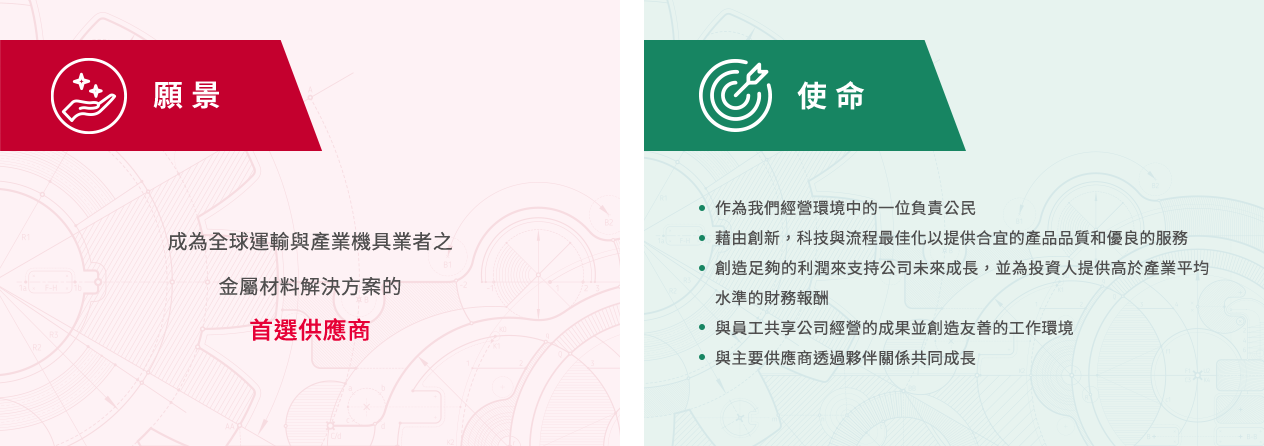 願景
成為全球運輸與產業機具業者之
金屬材料解決方案的
首選供應商
使命
作為我們經營環境中的一位負責公民
藉由創新，科技與流程最佳化以提供合宜的產品品質和優良的服務
創造足夠的利潤來支持公司未來成長，並為投資人提供高於產業平均
水準的財務報酬
與員工共享公司經營的成果並創造友善的工作環境
與主要供應商透過夥伴關係共同成長